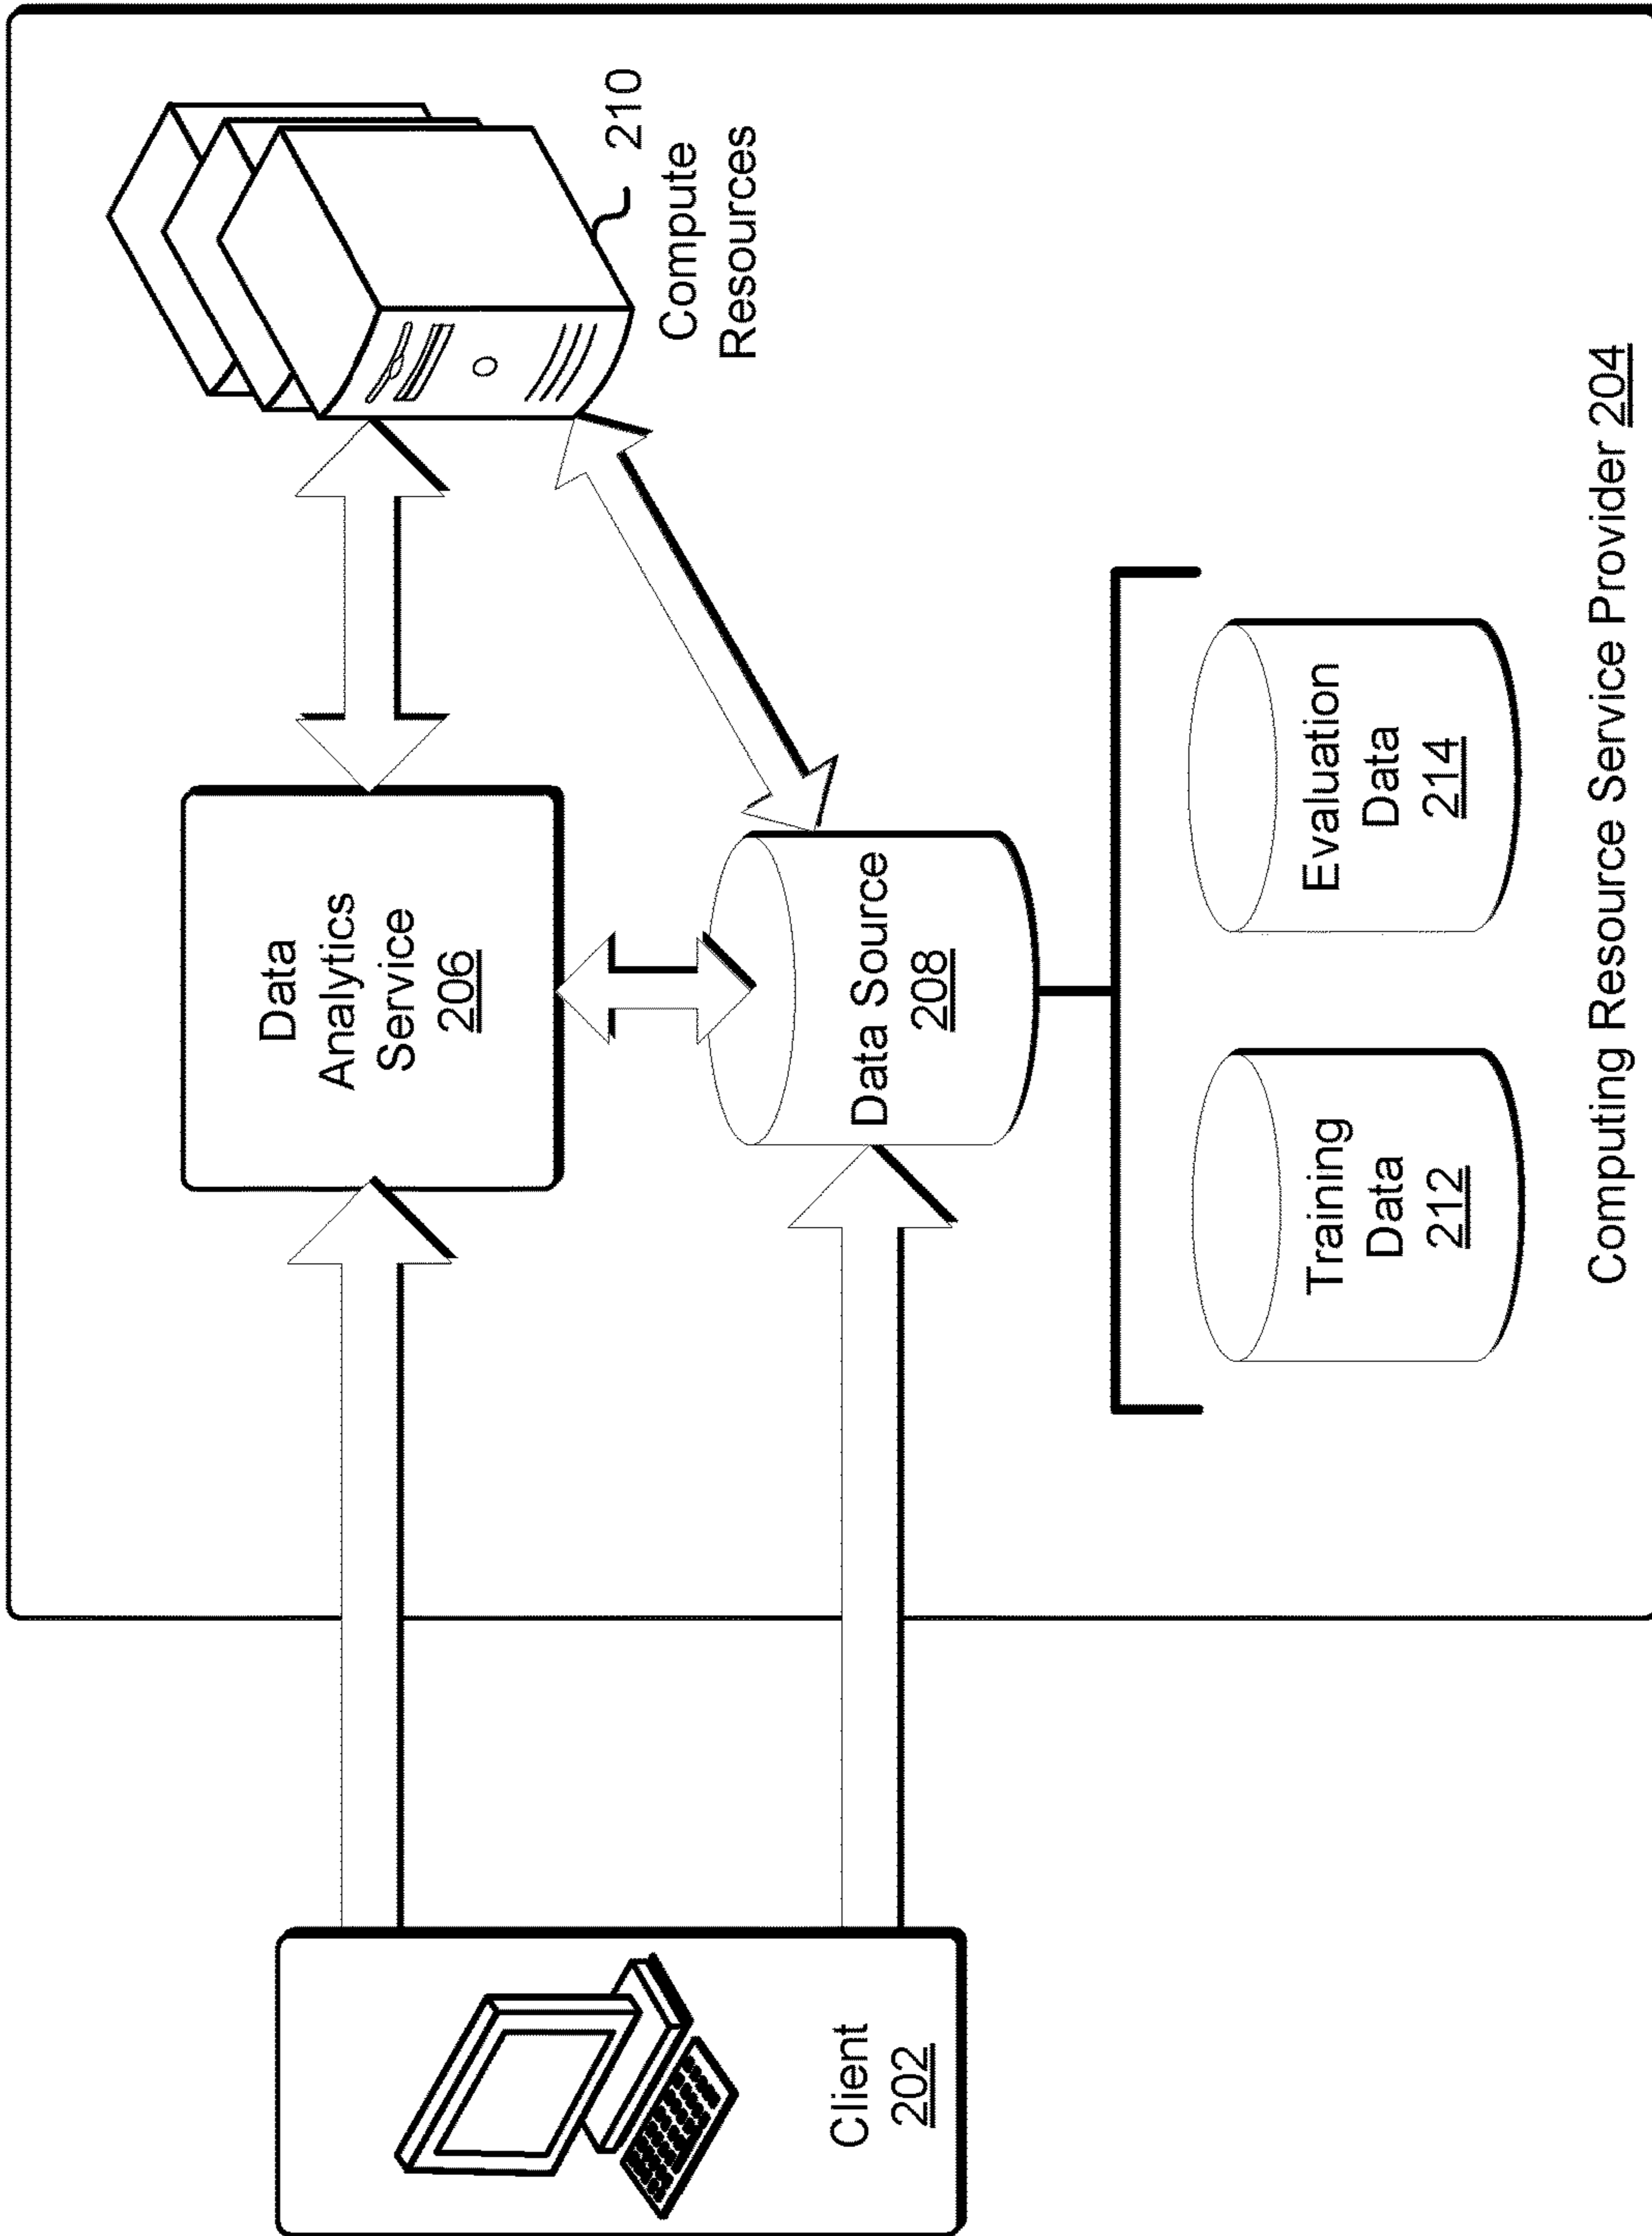 Client
202
Data
Analytics
Service
206
210
Compute
Resources
Data Source
208
Training
Data
212
Evaluation
Data
214
Computing Resource Service Provider 204